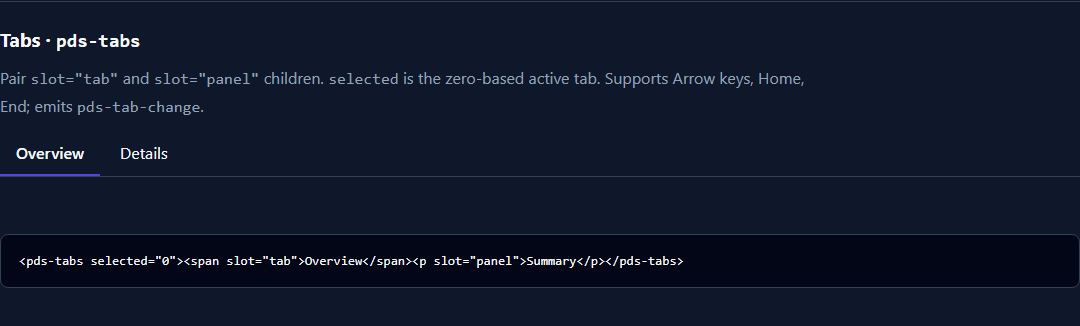 Tabs · pds-tabs
Pair slot="tab" and slot="panel" children. selected is the zero-based active tab. Supports Arrow keys, Home,
End; emits pds-tab-change.
Overview Details
<pds-tabs selected="0"><span slot="tab">Overview</span><p slot="panel">Summary</p></pds-tabs>